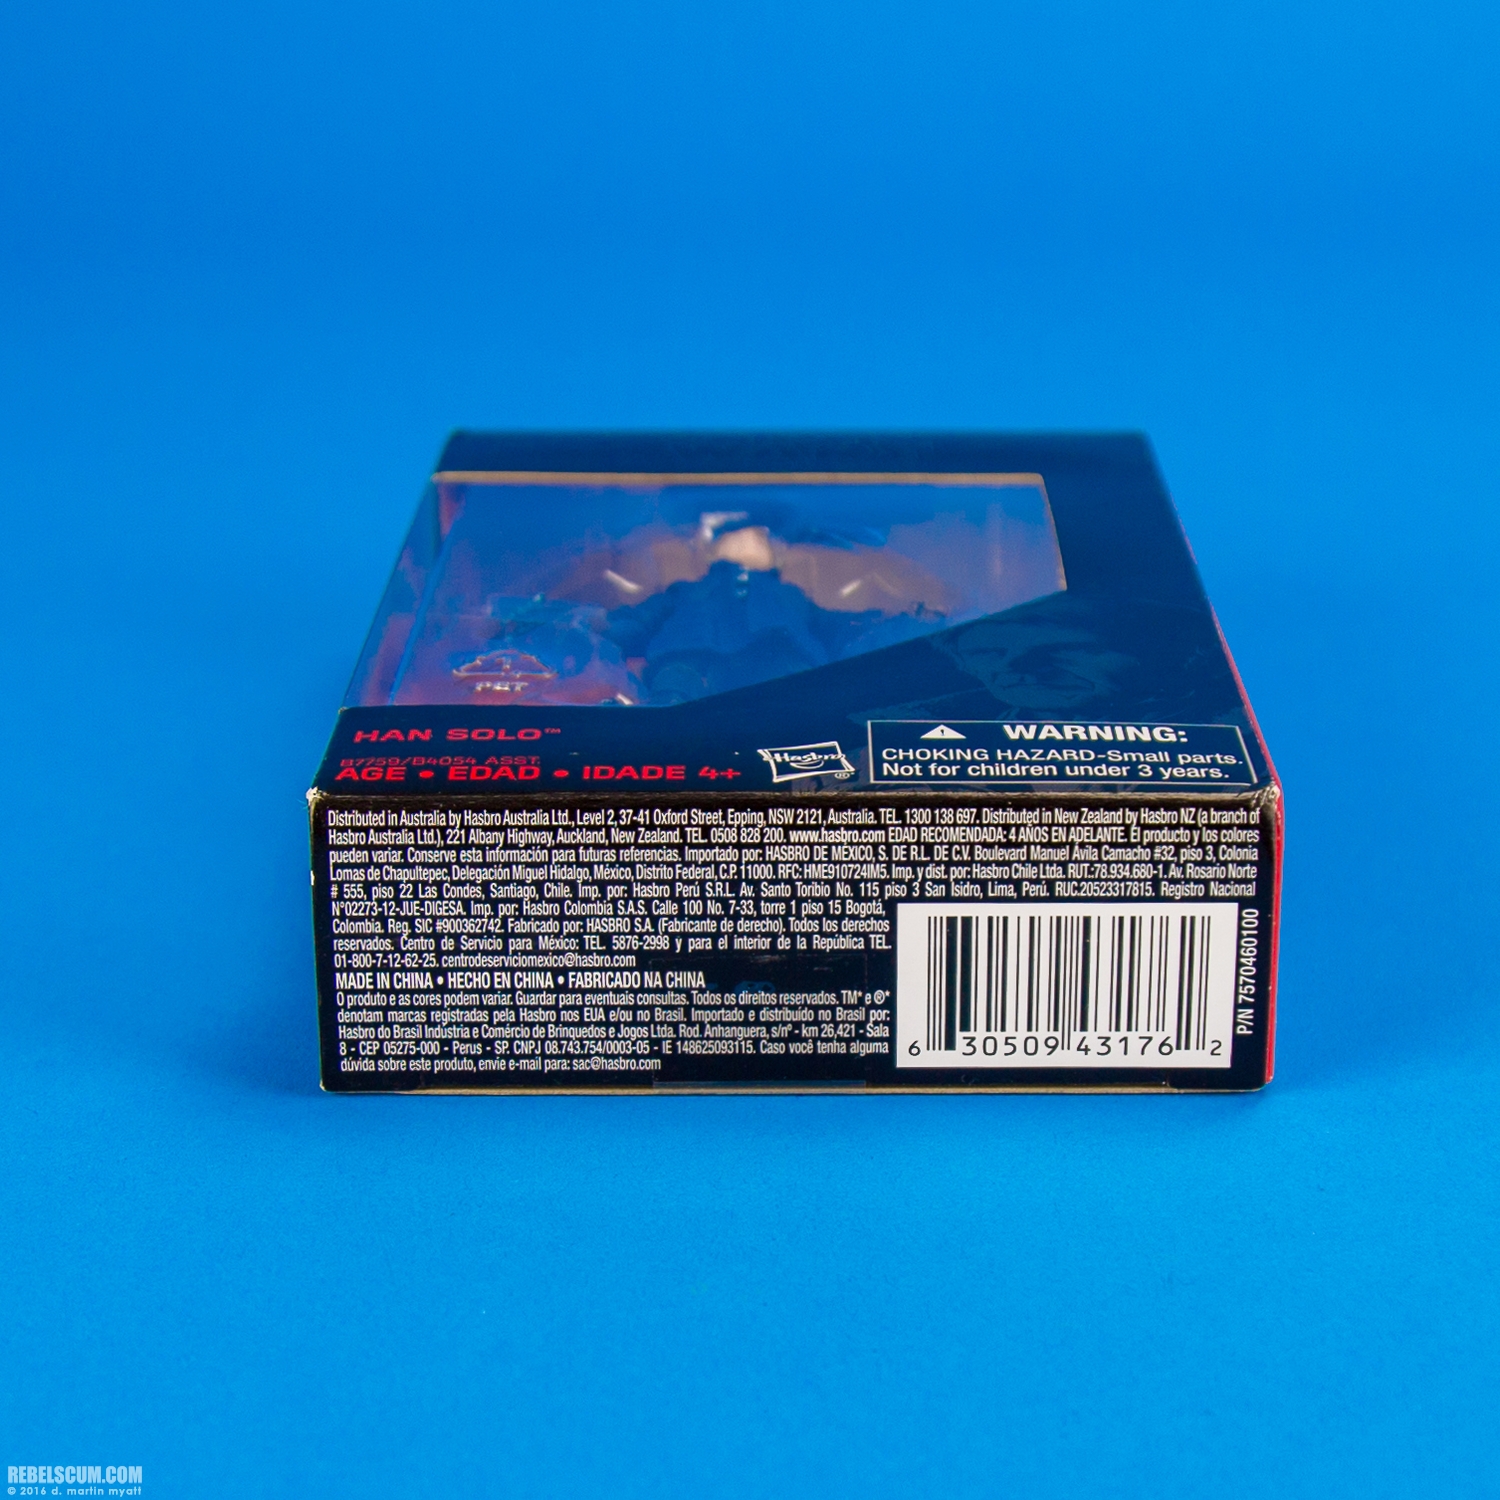 PET
HAN SOLO™
B7759/B4054 ASST.
AGE • EDAD • IDADE 4+
Hasbro®
WARNING:
CHOKING HAZARD-Small parts.
Not for children under 3 years.
Distributed in Australia by Hasbro Australia Ltd., Level 2, 37-41 Oxford Street, Epping, NSW 2121, Australia. TEL. 1300 138 697. Distributed in New Zealand by Hasbro NZ (a branch of
Hasbro Australia Ltd.), 221 Albany Highway, Auckland, New Zealand. TEL. 0508 828 200. www.hasbro.com EDAD RECOMENDADA: 4 AÑOS EN ADELANTE. El producto y los colores
pueden variar. Conserve esta información para futuras referencias. Importado por: HASBRO DE MÉXICO, S. DE R.L. DE C.V. Boulevard Manuel Ávila Camacho #32, piso 3, Colonia
Lomas de Chapultepec, Delegación Miguel Hidalgo, México, Distrito Federal, C.P. 11000. RFC: HME910724IM5. Imp. y dist. por: Hasbro Chile Ltda. RUT.:78.934.680-1. Av. Rosario Norte
# 555, piso 22 Las Condes, Santiago, Chile. Imp. por: Hasbro Perú S.R.L. Av. Santo Toribio No. 115 piso 3 San Isidro, Lima, Perú. RUC.20523317815. Registro Nacional
N°02273-12-JUE-DIGESA. Imp. por: Hasbro Colombia S.A.S. Calle 100 No. 7-33, torre 1 piso 15 Bogotá,
Colombia. Reg. SIC #900362742. Fabricado por: HASBRO S.A. (Fabricante de derecho). Todos los derechos
reservados. Centro de Servicio para México: TEL. 5876-2998 y para el interior de la República TEL.
01-800-7-12-62-25. centrodeserviciomexico@hasbro.com
MADE IN CHINA • HECHO EN CHINA • FABRICADO NA CHINA
O produto e as cores podem variar. Guardar para eventuais consultas. Todos os direitos reservados. TM* e ®*
denotam marcas registradas pela Hasbro nos EUA e/ou no Brasil. Importado e distribuído no Brasil por:
Hasbro do Brasil Indústria e Comércio de Brinquedos e Jogos Ltda. Rod. Anhanguera, s/nº - km 26,421 - Sala
8 - CEP 05275-000 - Perus - SP. CNPJ 08.743.754/0003-05 - IE 148625093115. Caso você tenha alguma
dúvida sobre este produto, envie e-mail para: sac@hasbro.com
6 30509 43176 2
P/N 7570460100
REBELSCUM.COM
© 2016 d. martin myatt